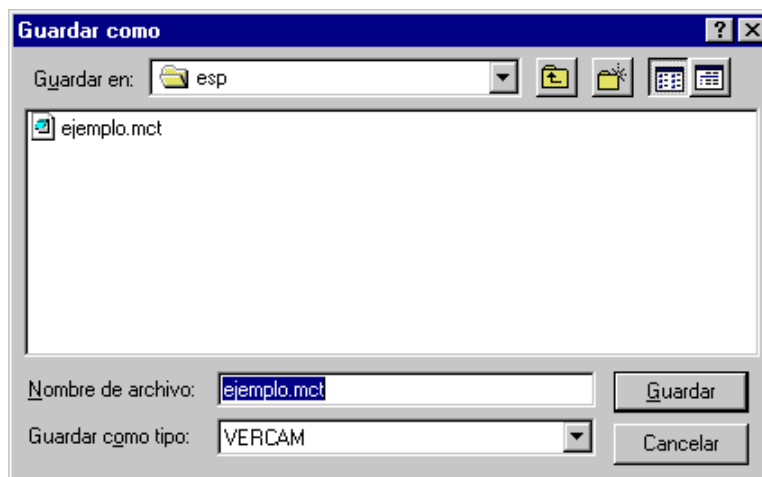 Guardar como
Guardar en: esp
ejemplo.mct
Nombre de archivo: ejemplo.mct Guardar
Guardar como tipo: VERCAM Cancelar